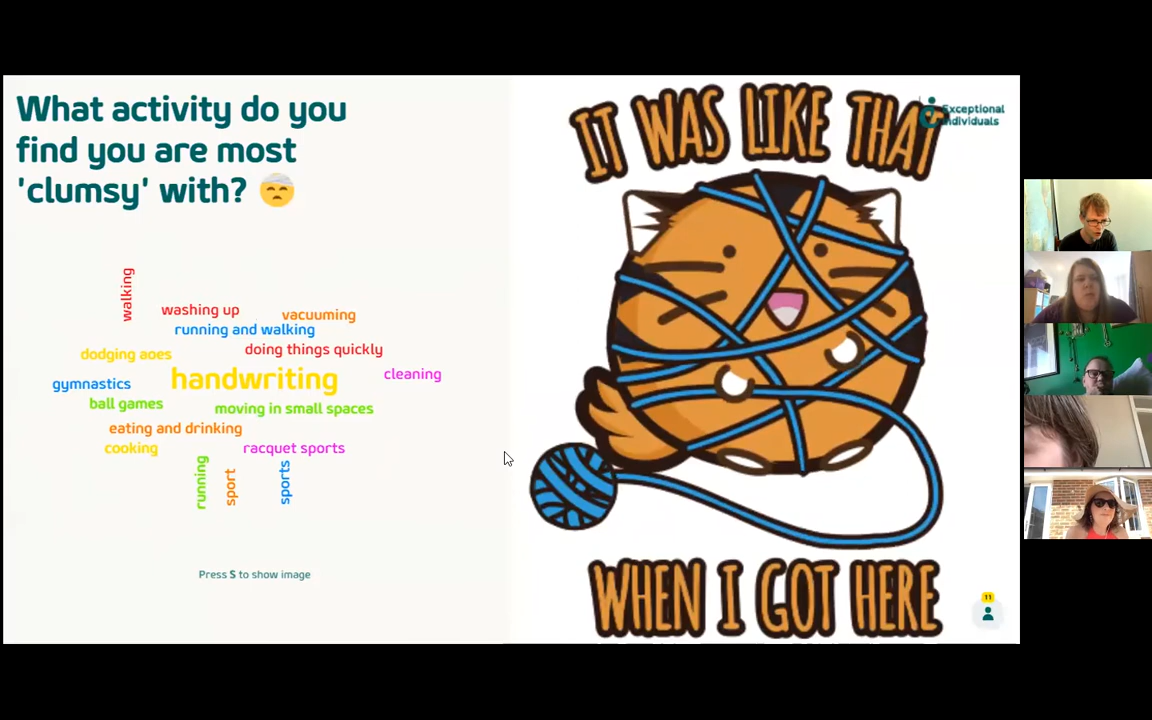 What activity do you
find you are most
'clumsy' with?
walking
washing up
vacuuming
running and walking
doing things quickly
dodging aoes
handwriting
cleaning
gymnastics
ball games
moving in small spaces
eating and drinking
cooking
racquet sports
running
sport
sports
Press S to show image
IT WAS LIKE THAT
Exceptional
Individuals
WHEN I GOT HERE
11